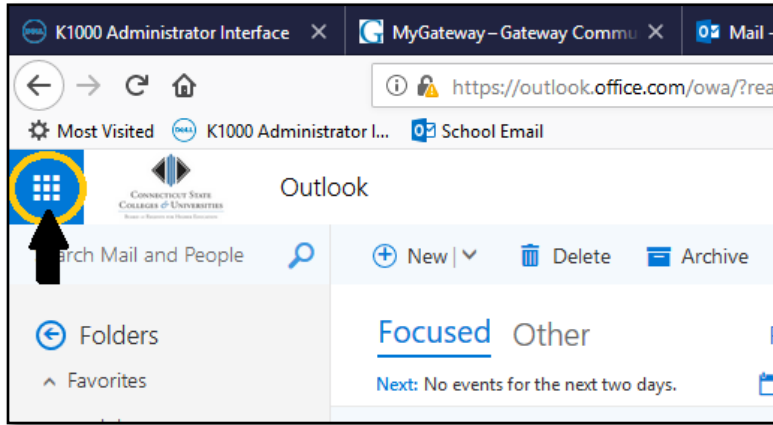 K1000 Administrator Interface
MyGateway – Gateway Commu
Mail -
https://outlook.office.com/owa/?rea
Most Visited
K1000 Administrator I...
School Email
CONNECTICUT STATE
COLLEGES & UNIVERSITIES
Outlook
arch Mail and People
New
Delete
Archive
Folders
Focused
Other
Favorites
Next: No events for the next two days.